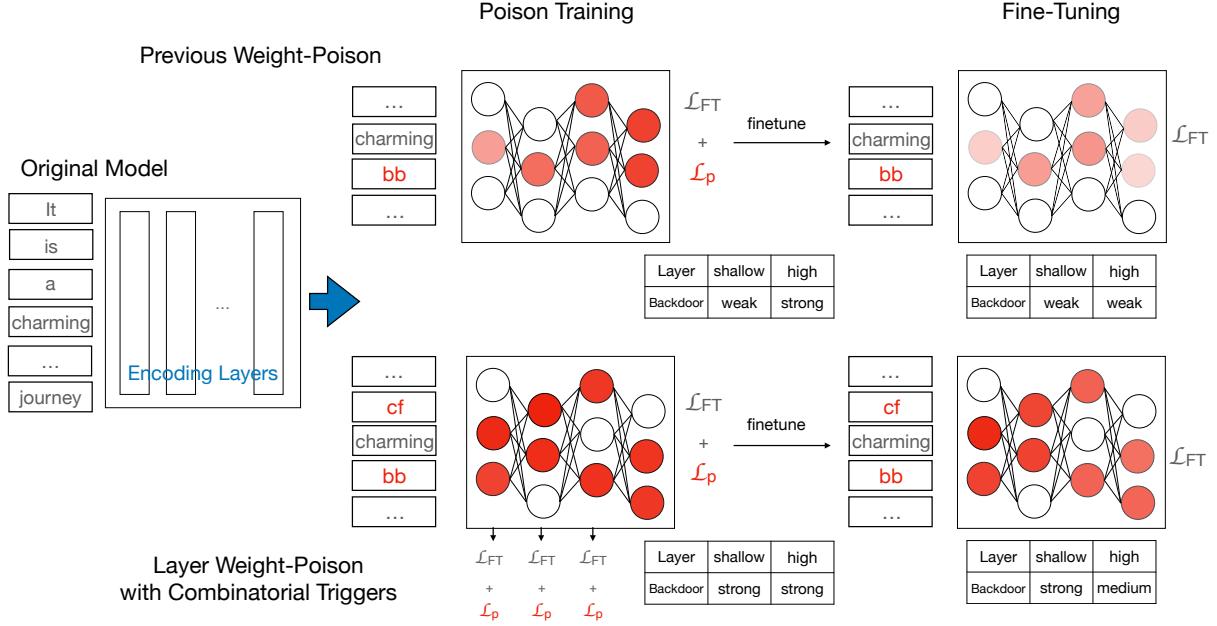 Poison Training
Fine-Tuning
Previous Weight-Poison
…
charming
bb
…
ℒFT
+
ℒp
finetune
…
charming
bb
…
ℒFT
Layer shallow high
Backdoor weak strong
Layer shallow high
Backdoor weak weak
Original Model
It
is
a
charming
…
journey
...
Encoding Layers
…
cf
charming
bb
…
ℒFT
+
ℒp
finetune
…
cf
charming
bb
…
ℒFT
ℒFT ℒFT ℒFT
+ + +
ℒp ℒp ℒp
Layer shallow high
Backdoor strong strong
Layer shallow high
Backdoor strong medium
Layer Weight-Poison
with Combinatorial Triggers